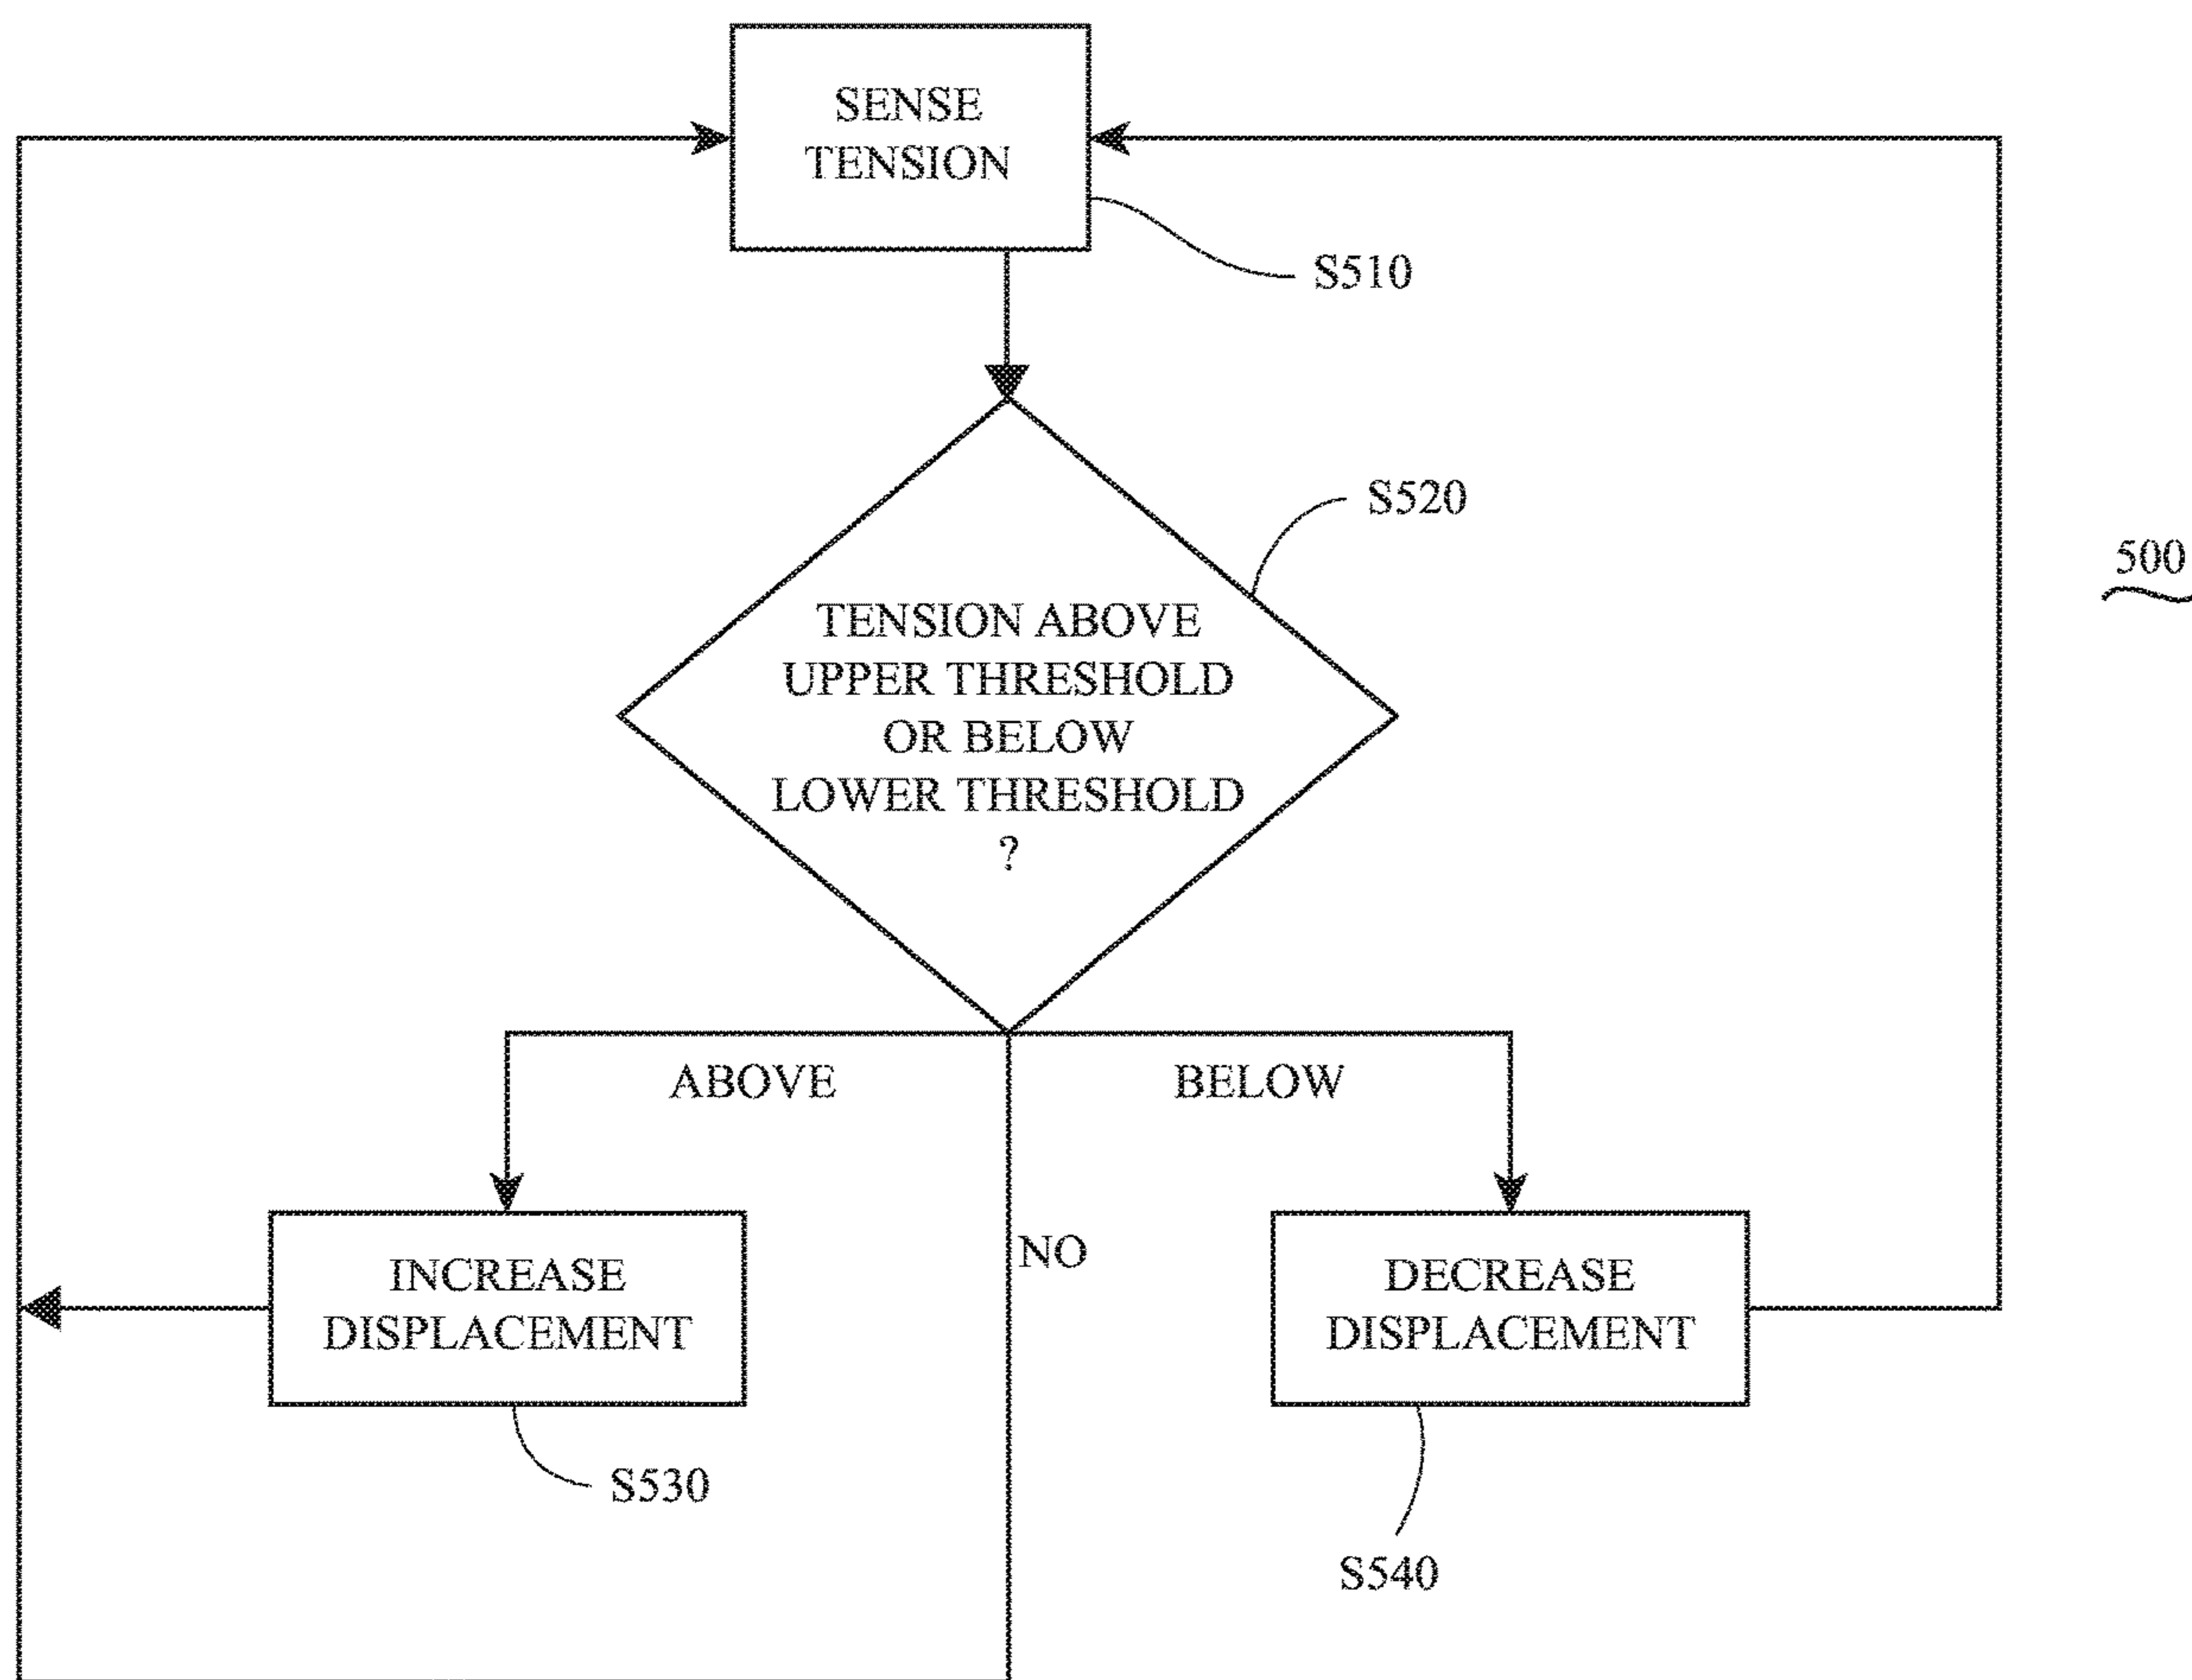 SENSE
TENSION
S510
S520
500
TENSION ABOVE
UPPER THRESHOLD
OR BELOW
LOWER THRESHOLD
?
ABOVE
BELOW
NO
INCREASE
DISPLACEMENT
DECREASE
DISPLACEMENT
S530
S540